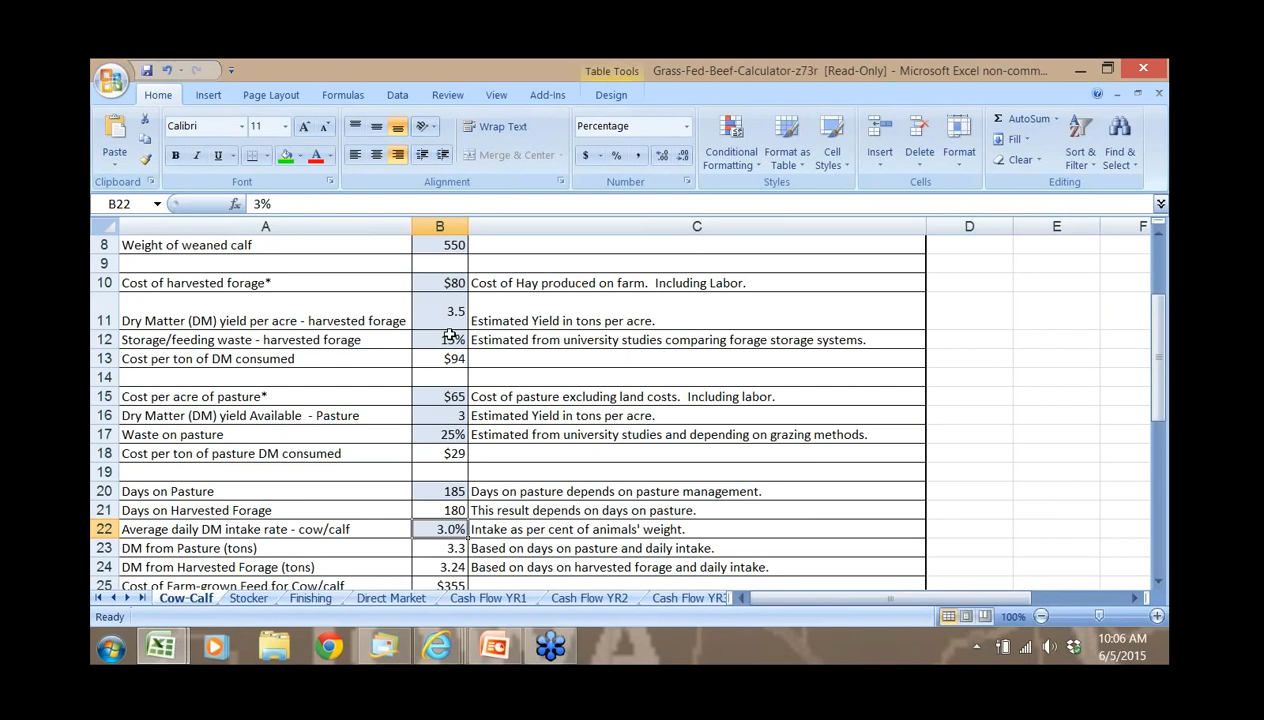 Table Tools
Grass-Fed-Beef-Calculator-z73r [Read-Only] - Microsoft Excel non-comm...
Home Insert Page Layout Formulas Data Review View Add-Ins Design
Paste
Calibri 11
Wrap Text
Merge & Center
Percentage
Conditional Formatting
Format as Table
Cell Styles
Insert
Delete
Format
AutoSum
Fill
Clear
Sort & Filter
Find & Select
Clipboard Font Alignment Number Styles Cells Editing
B22 fx 3%
A B C D E F
8 Weight of weaned calf 550
9
10 Cost of harvested forage* $80 Cost of Hay produced on farm. Including Labor.
11 Dry Matter (DM) yield per acre - harvested forage 3.5 Estimated Yield in tons per acre.
12 Storage/feeding waste - harvested forage 15% Estimated from university studies comparing forage storage systems.
13 Cost per ton of DM consumed $94
14
15 Cost per acre of pasture* $65 Cost of pasture excluding land costs. Including labor.
16 Dry Matter (DM) yield Available - Pasture 3 Estimated Yield in tons per acre.
17 Waste on pasture 25% Estimated from university studies and depending on grazing methods.
18 Cost per ton of pasture DM consumed $29
19
20 Days on Pasture 185 Days on pasture depends on pasture management.
21 Days on Harvested Forage 180 This result depends on days on pasture.
22 Average daily DM intake rate - cow/calf 3.0% Intake as per cent of animals' weight.
23 DM from Pasture (tons) 3.3 Based on days on pasture and daily intake.
24 DM from Harvested Forage (tons) 3.24 Based on days on harvested forage and daily intake.
25 Cost of Farm-grown Feed for Cow/calf $355
Cow-Calf Stocker Finishing Direct Market Cash Flow YR1 Cash Flow YR2 Cash Flow YR3
Ready 100%
10:06 AM
6/5/2015